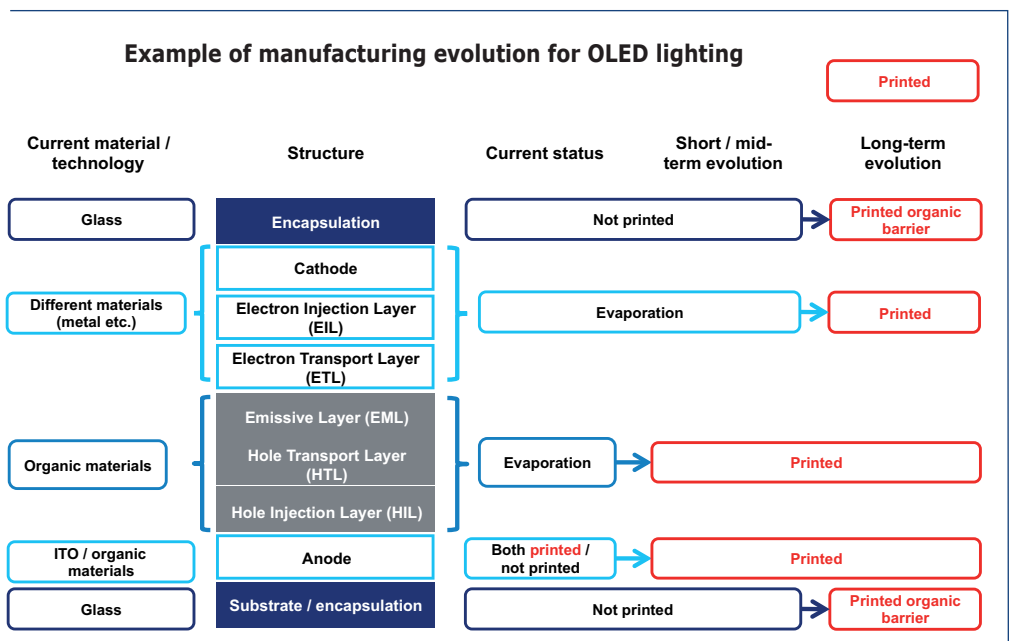 Example of manufacturing evolution for OLED lighting
Printed
Current material /
technology
Structure
Current status
Short / mid-
term evolution
Long-term
evolution
Glass
Encapsulation
Not printed
Printed organic
barrier
Cathode
Different materials
(metal etc.)
Electron Injection Layer
(EIL)
Evaporation
Printed
Electron Transport Layer
(ETL)
Emissive Layer (EML)
Organic materials
Hole Transport Layer
(HTL)
Evaporation
Printed
Hole Injection Layer (HIL)
ITO / organic
materials
Anode
Both printed /
not printed
Printed
Glass
Substrate / encapsulation
Not printed
Printed organic
barrier